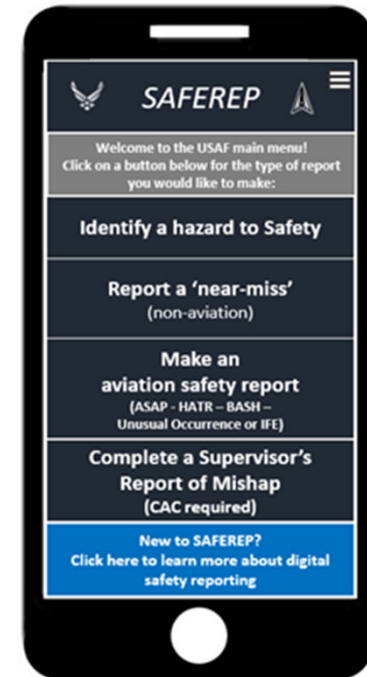 SAFEREP
Welcome to the USAF main menu!
Click on a button below for the type of report
you would like to make:
Identify a hazard to Safety
Report a ‘near-miss’
(non-aviation)
Make an
aviation safety report
(ASAP - HATR – BASH –
Unusual Occurrence or IFE)
Complete a Supervisor’s
Report of Mishap
(CAC required)
New to SAFEREP?
Click here to learn more about digital
safety reporting